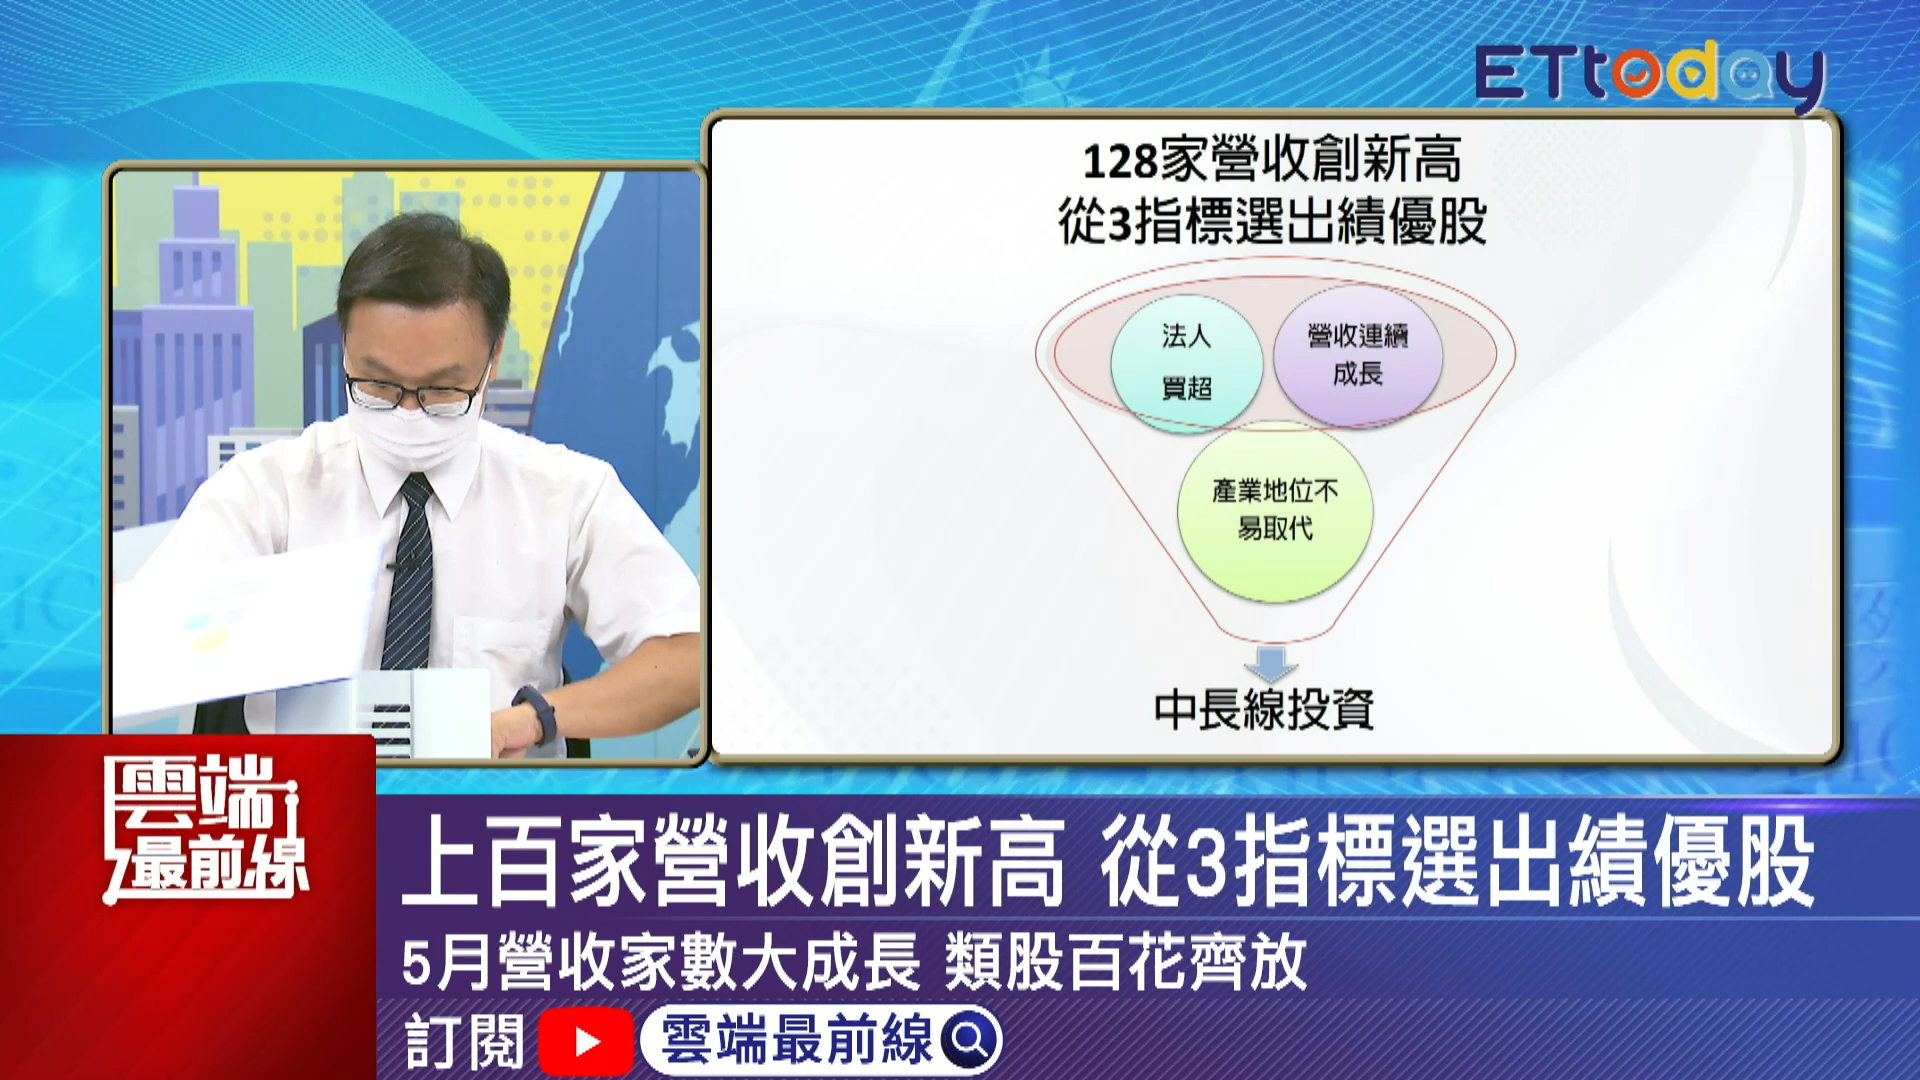 ETtoday
128家營收創新高
從3指標選出績優股
法人
買超
營收連續
成長
產業地位不
易取代
中長線投資
雲端
最前線
上百家營收創新高 從3指標選出績優股
5月營收家數大成長 類股百花齊放
訂閱 雲端最前線